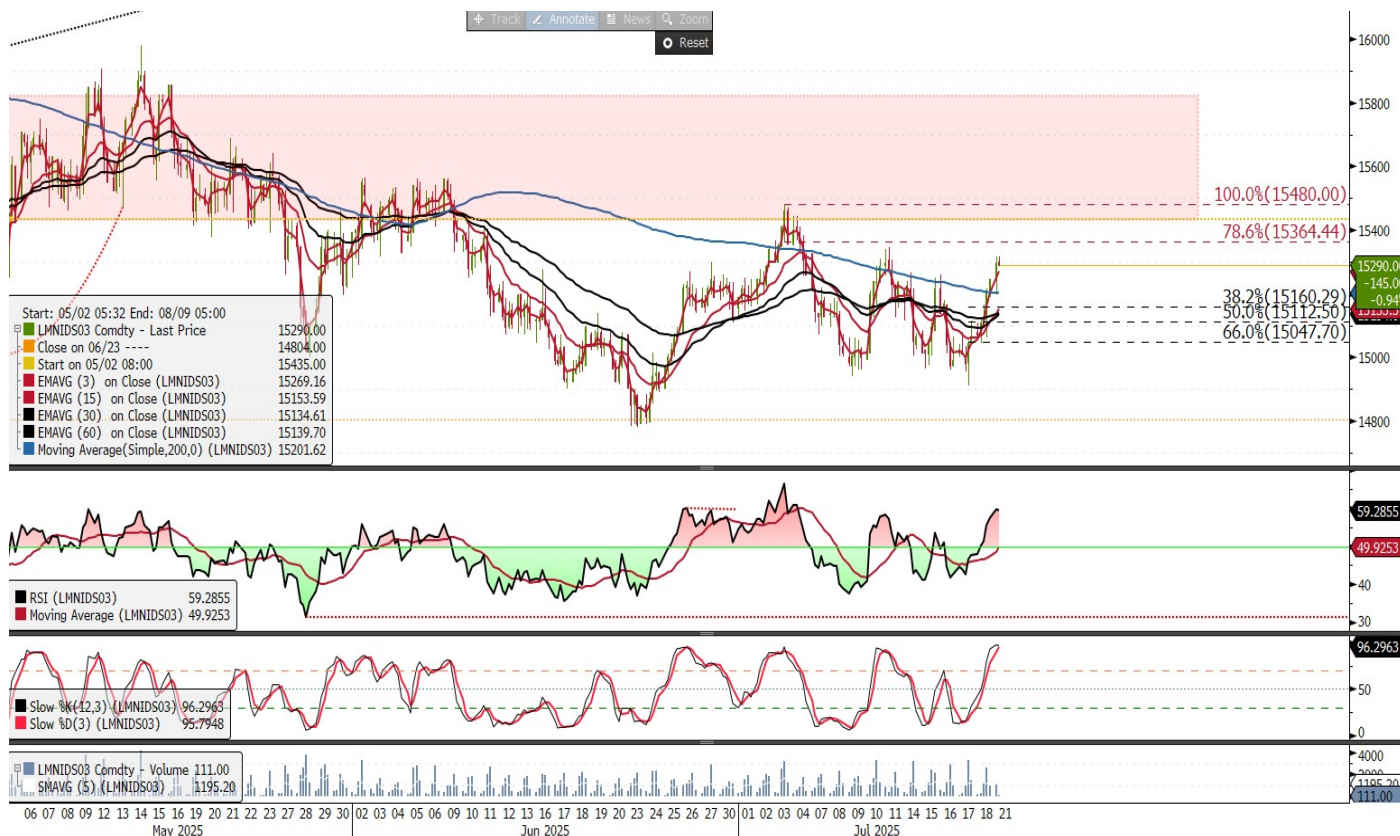 Track Annotate News Zoom
Reset
16000
15800
15600
15400
15000
14800
100.0%(15480.00)
78.6%(15364.44)
38.2%(15160.29)
50.0%(15112.50)
66.0%(15047.70)
15290.00
-145.00
-0.94%
Start: 05/02 05:32 End: 08/09 05:00
LMNIDS03 Comdty - Last Price 15290.00
Close on 06/23 ---- 14804.00
Start on 05/02 08:00 15435.00
EMAVG (3) on Close (LMNIDS03) 15269.16
EMAVG (15) on Close (LMNIDS03) 15153.59
EMAVG (30) on Close (LMNIDS03) 15134.61
EMAVG (60) on Close (LMNIDS03) 15139.70
Moving Average(Simple,200,0) (LMNIDS03) 15201.62
59.2855
49.9253
40
30
RSI (LMNIDS03) 59.2855
Moving Average (LMNIDS03) 49.9253
96.2963
50
0
Slow %K(12,3) (LMNIDS03) 96.2963
Slow %D(3) (LMNIDS03) 95.7948
4000
1195.20
111.00
LMNIDS03 Comdty - Volume 111.00
SMAVG (5) (LMNIDS03) 1195.20
06 07 08 09 12 13 14 15 16 19 20 21 22 23 27 28 29 30 02 03 04 05 06 09 10 11 12 13 16 17 18 19 20 23 24 25 26 27 30 01 02 03 04 07 08 09 10 11 14 15 16 17 18 21
May 2025 Jun 2025 Jul 2025